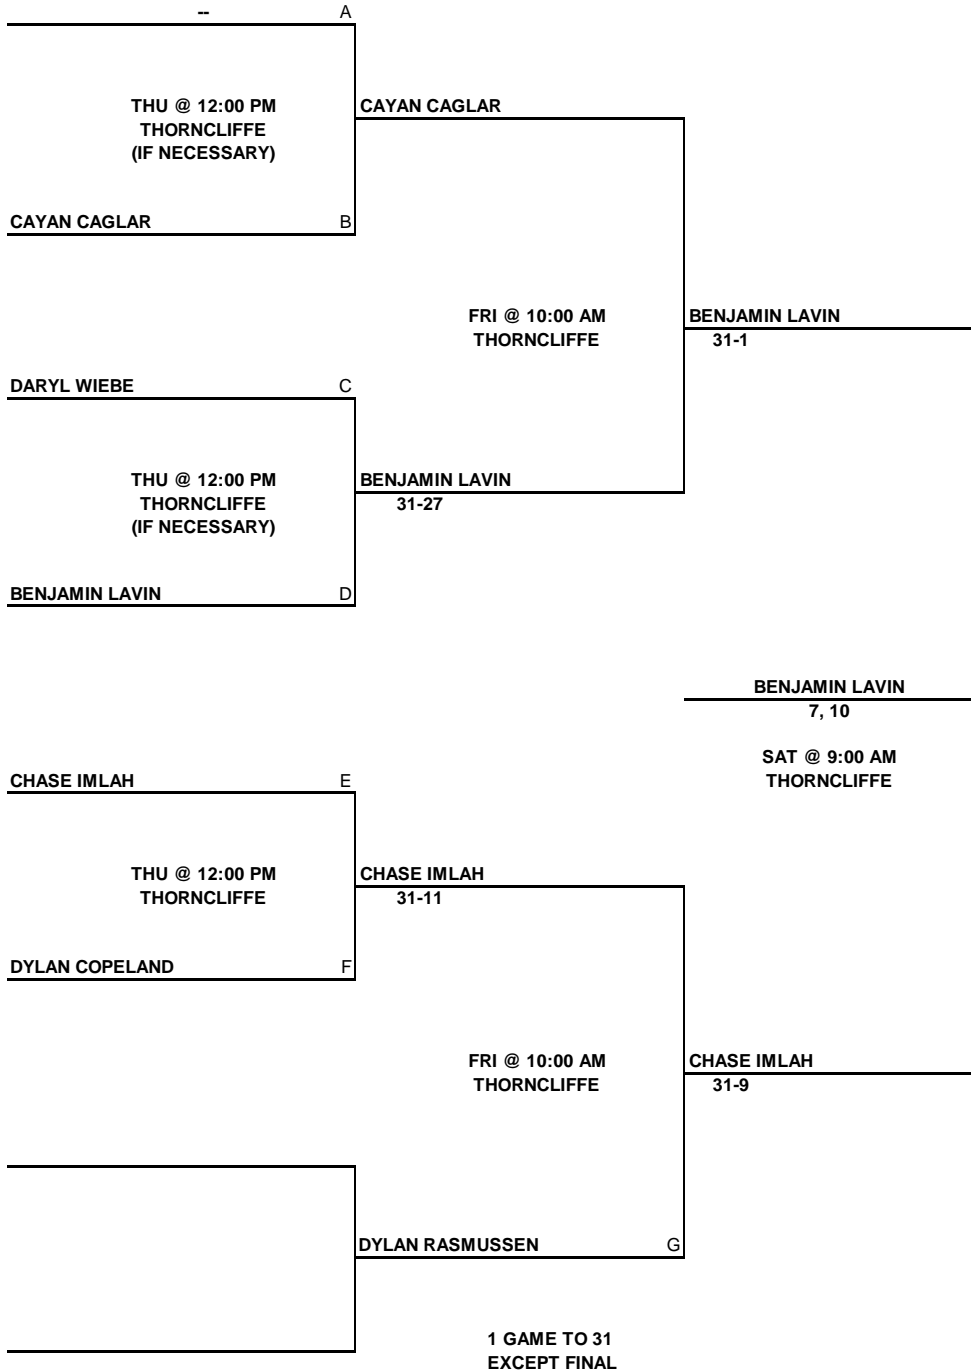 -- A
THU @ 12:00 PM
THORNCLIFFE
(IF NECESSARY)
CAYAN CAGLAR
CAYAN CAGLAR B
FRI @ 10:00 AM
THORNCLIFFE
BENJAMIN LAVIN
31-1
DARYL WIEBE C
THU @ 12:00 PM
THORNCLIFFE
(IF NECESSARY)
BENJAMIN LAVIN
31-27
BENJAMIN LAVIN D
BENJAMIN LAVIN
7, 10
SAT @ 9:00 AM
THORNCLIFFE
CHASE IMLAH E
THU @ 12:00 PM
THORNCLIFFE
CHASE IMLAH
31-11
DYLAN COPELAND F
FRI @ 10:00 AM
THORNCLIFFE
CHASE IMLAH
31-9
DYLAN RASMUSSEN G
1 GAME TO 31
EXCEPT FINAL